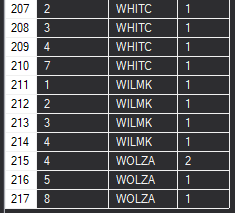 207 2 WHITC 1
208 3 WHITC 1
209 4 WHITC 1
210 7 WHITC 1
211 1 WILMK 1
212 2 WILMK 1
213 3 WILMK 1
214 4 WILMK 1
215 4 WOLZA 2
216 5 WOLZA 1
217 8 WOLZA 1